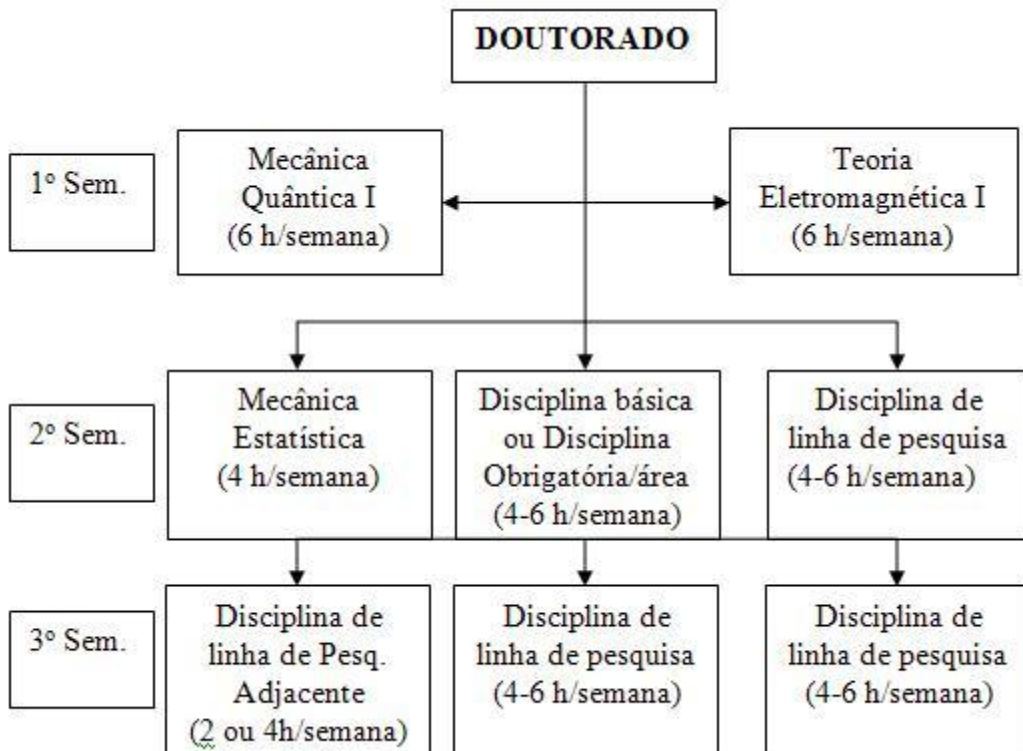 DOUTORADO
1º Sem.
Mecânica
Quântica I
(6 h/semana)
Teoria
Eletromagnética I
(6 h/semana)
2º Sem.
Mecânica
Estatística
(4 h/semana)
Disciplina básica
ou Disciplina
Obrigatória/área
(4-6 h/semana)
Disciplina de
linha de pesquisa
(4-6 h/semana)
3º Sem.
Disciplina de
linha de Pesq.
Adjacente
(2 ou 4h/semana)
Disciplina de
linha de pesquisa
(4-6 h/semana)
Disciplina de
linha de pesquisa
(4-6 h/semana)